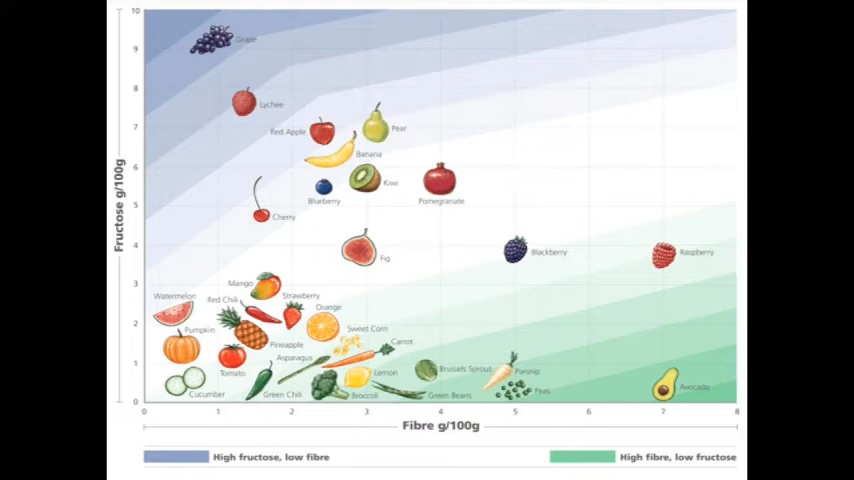 10
9
8
7
6
5
4
3
2
1
0
Fructose g/100g
Grape
Lychee
Red Apple
Pear
Banana
Kiwi
Blueberry
Pomegranate
Cherry
Fig
Blackberry
Raspberry
Mango
Watermelon
Red Chili
Strawberry
Orange
Pumpkin
Pineapple
Sweet Corn
Carrot
Asparagus
Tomato
Lemon
Brussels Sprout
Parsnip
Cucumber
Green Chili
Broccoli
Green Beans
Peas
Avocado
0 1 2 3 4 5 6 7 8
Fibre g/100g
High fructose, low fibre
High fibre, low fructose